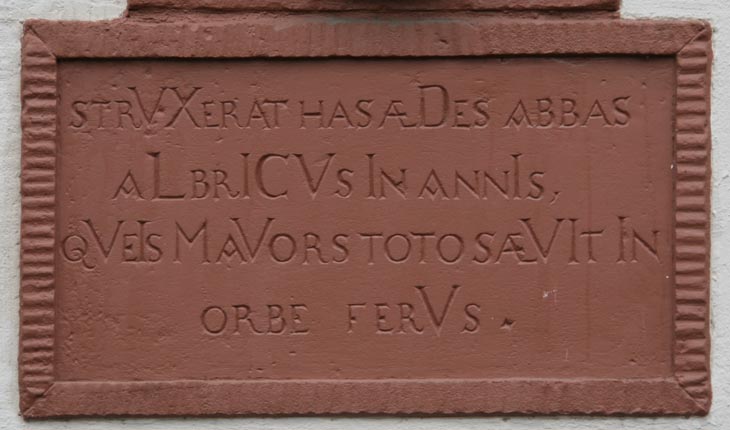 STRVXERAT HAS ÆDES ABBAS
ALBRICVS IN ANNIS,
QVEIS MAVORS TOTO SÆVIT IN
ORBE FERVS.